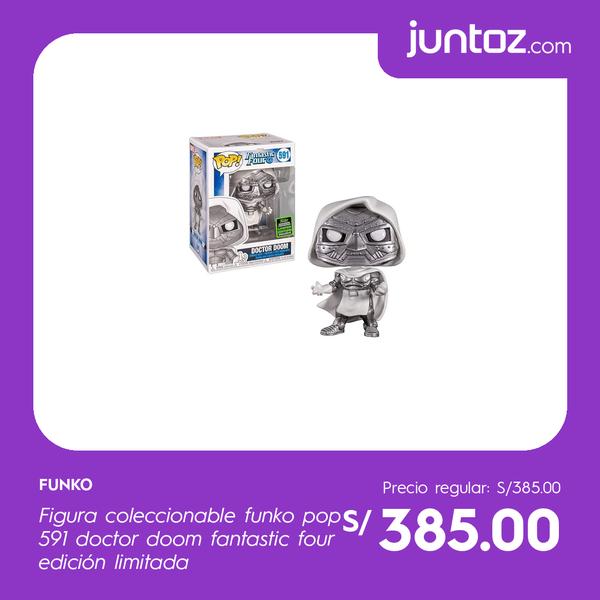 juntoz.com
POP!
FANTASTIC
FOUR
591
DOCTOR DOOM
FUNKO
Precio regular: S/385.00
Figura coleccionable funko pop
591 doctor doom fantastic four
edición limitada
S/ 385.00